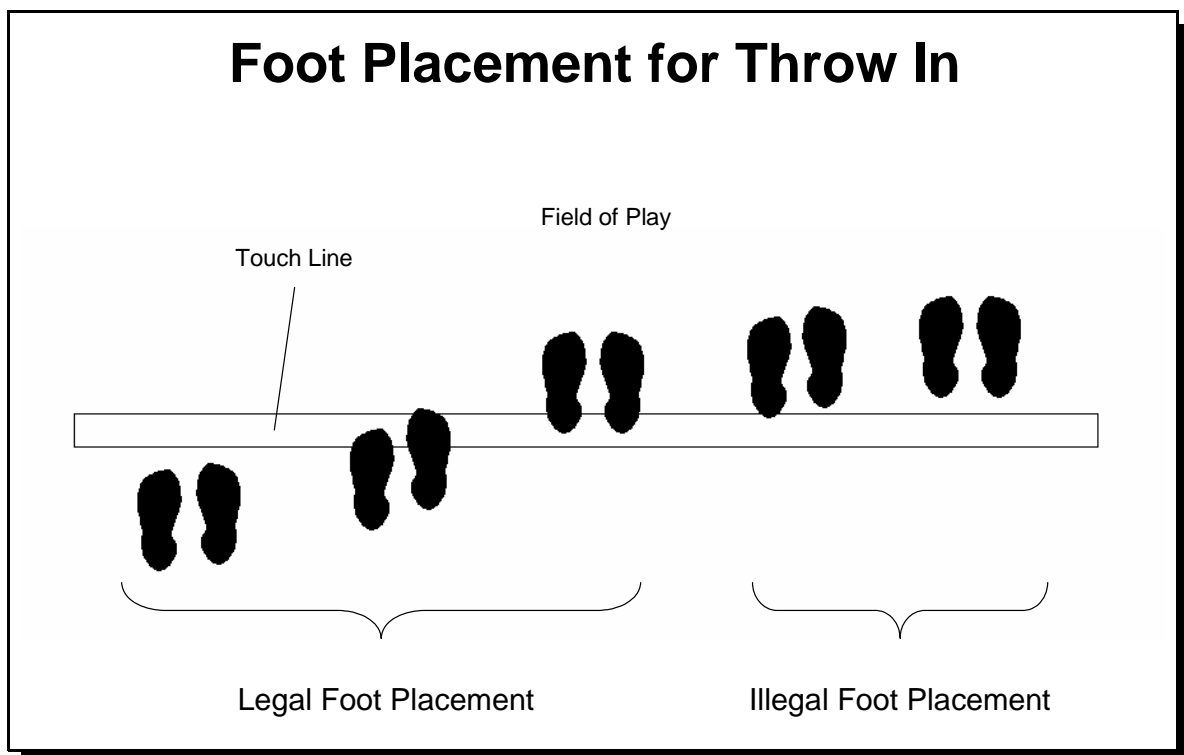 Foot Placement for Throw In
Field of Play
Touch Line
Legal Foot Placement
Illegal Foot Placement